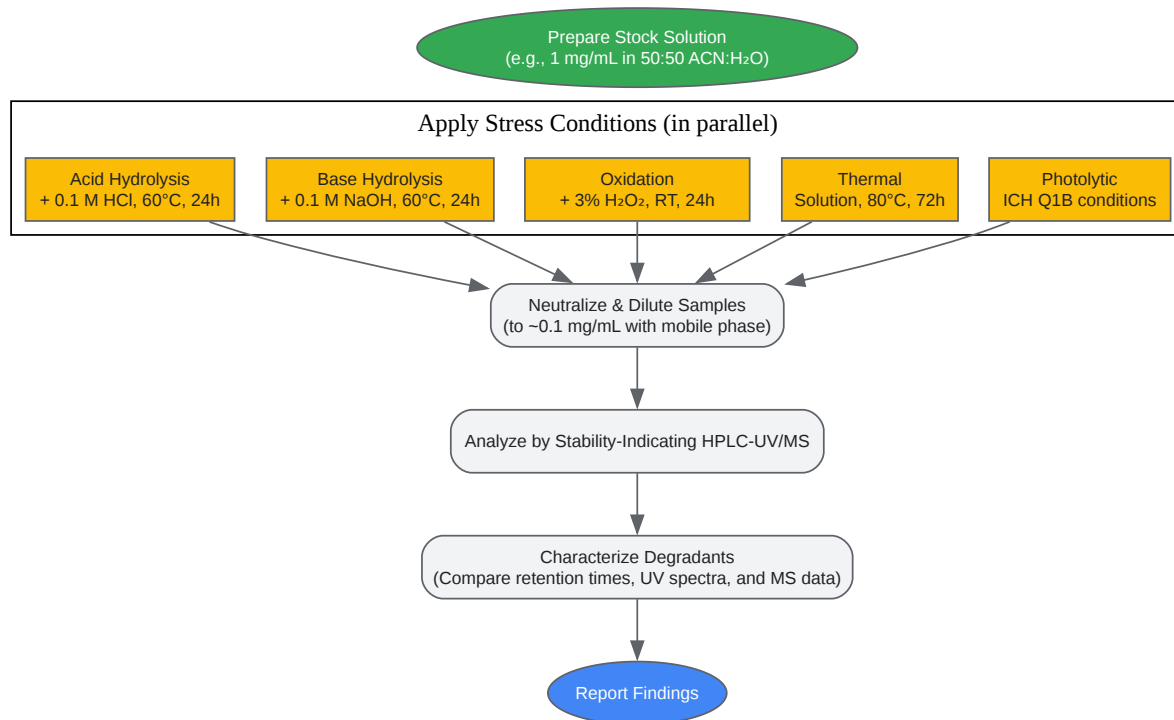 Prepare Stock Solution
(e.g., 1 mg/mL in 50:50 ACN:H₂O)
Apply Stress Conditions (in parallel)
Acid Hydrolysis
+ 0.1 M HCl, 60°C, 24h
Base Hydrolysis
+ 0.1 M NaOH, 60°C, 24h
Oxidation
+ 3% H₂O₂, RT, 24h
Thermal
Solution, 80°C, 72h
Photolytic
ICH Q1B conditions
Neutralize & Dilute Samples
(to ~0.1 mg/mL with mobile phase)
Analyze by Stability-Indicating HPLC-UV/MS
Characterize Degradants
(Compare retention times, UV spectra, and MS data)
Report Findings